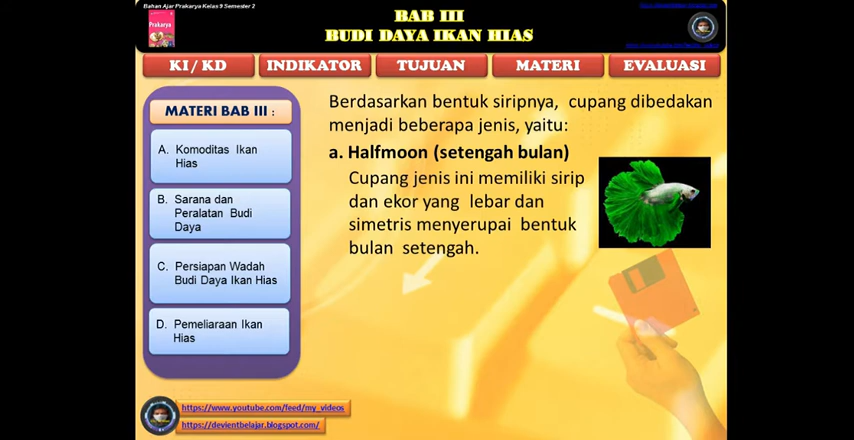 Bahan Ajar Prakarya Kelas 9 Semester 2
Prakarya
BAB III
BUDI DAYA IKAN HIAS
KI / KD
INDIKATOR
TUJUAN
MATERI
EVALUASI
MATERI BAB III :
A. Komoditas Ikan
Hias
B. Sarana dan
Peralatan Budi
Daya
C. Persiapan Wadah
Budi Daya Ikan Hias
D. Pemeliaraan Ikan
Hias
Berdasarkan bentuk siripnya, cupang dibedakan
menjadi beberapa jenis, yaitu:
a. Halfmoon (setengah bulan)
Cupang jenis ini memiliki sirip
dan ekor yang lebar dan
simetris menyerupai bentuk
bulan setengah.
https://www.youtube.com/feed/my_videos
https://devientbelajar.blogspot.com/